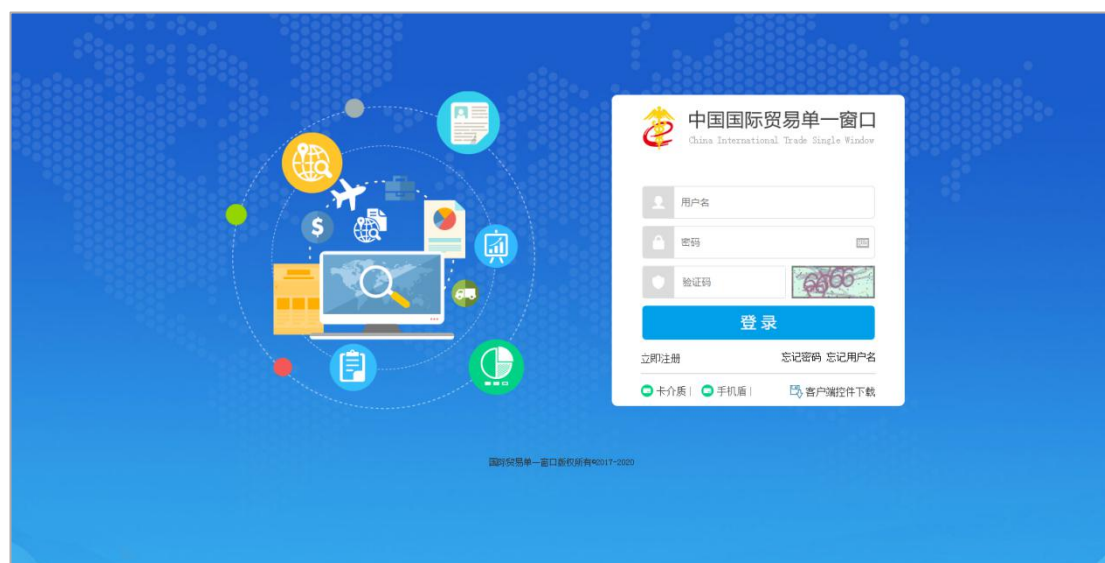 中国国际贸易单一窗口
China International Trade Single Window
用户名
密码
验证码
登录
立即注册 忘记密码 忘记用户名
卡介质| 手机盾| 客户端控件下载
国际贸易单一窗口版权所有©2017-2020